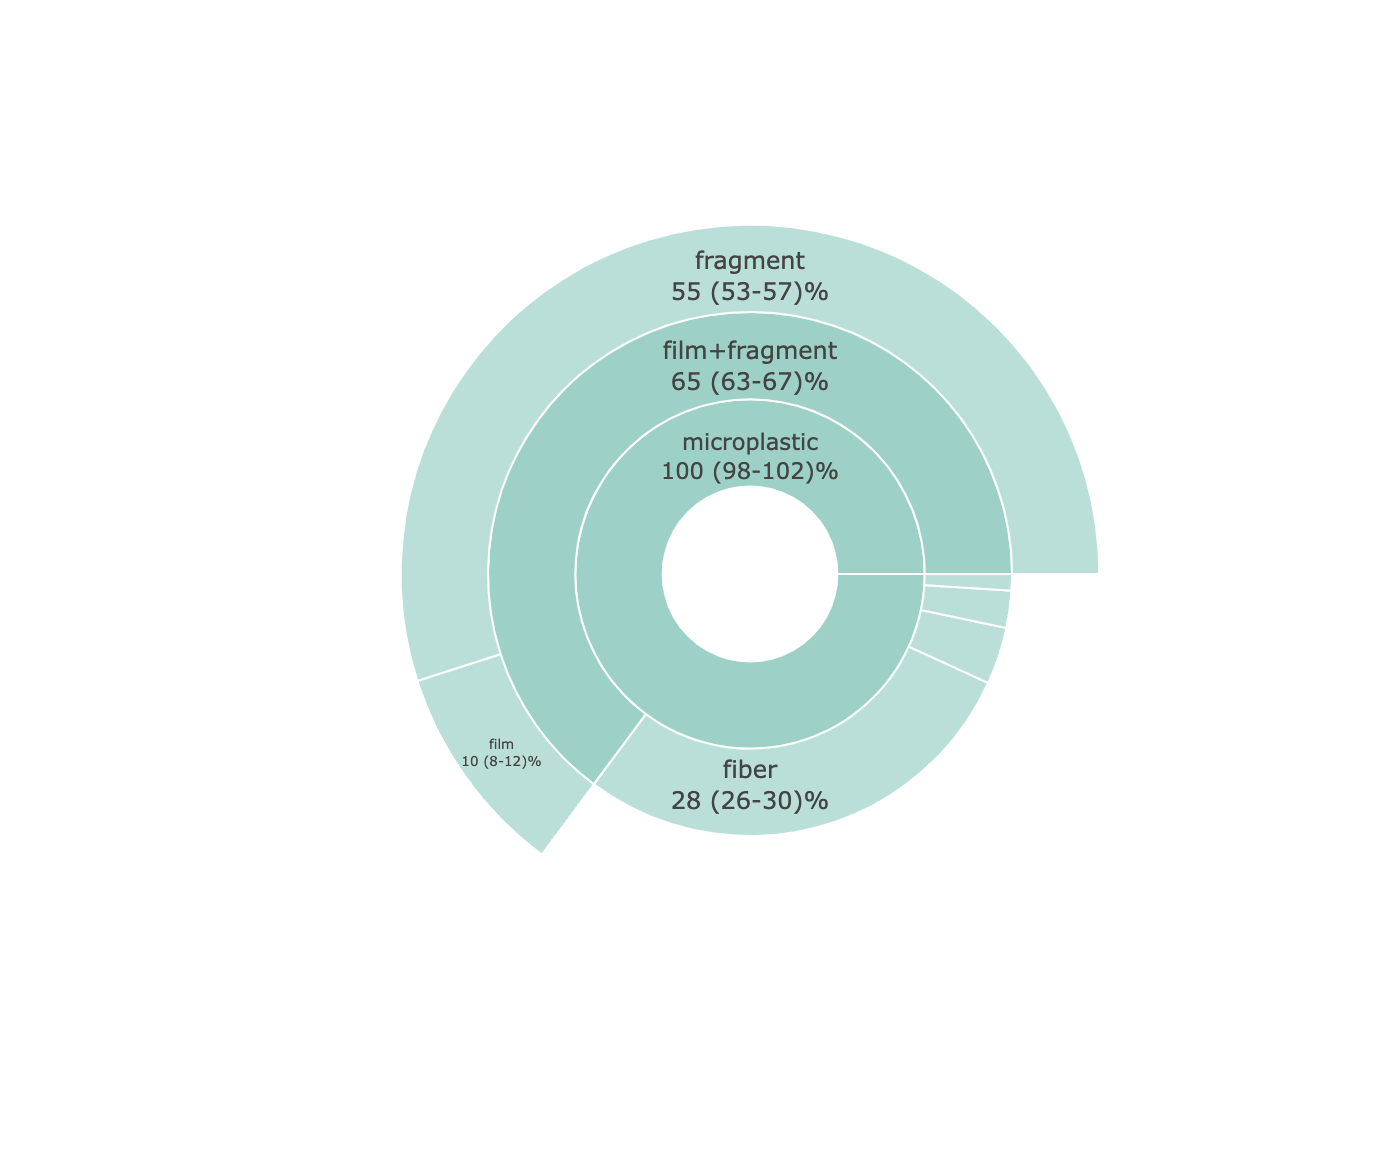 fragment
55 (53-57)%
film+fragment
65 (63-67)%
microplastic
100 (98-102)%
film
10 (8-12)%
fiber
28 (26-30)%